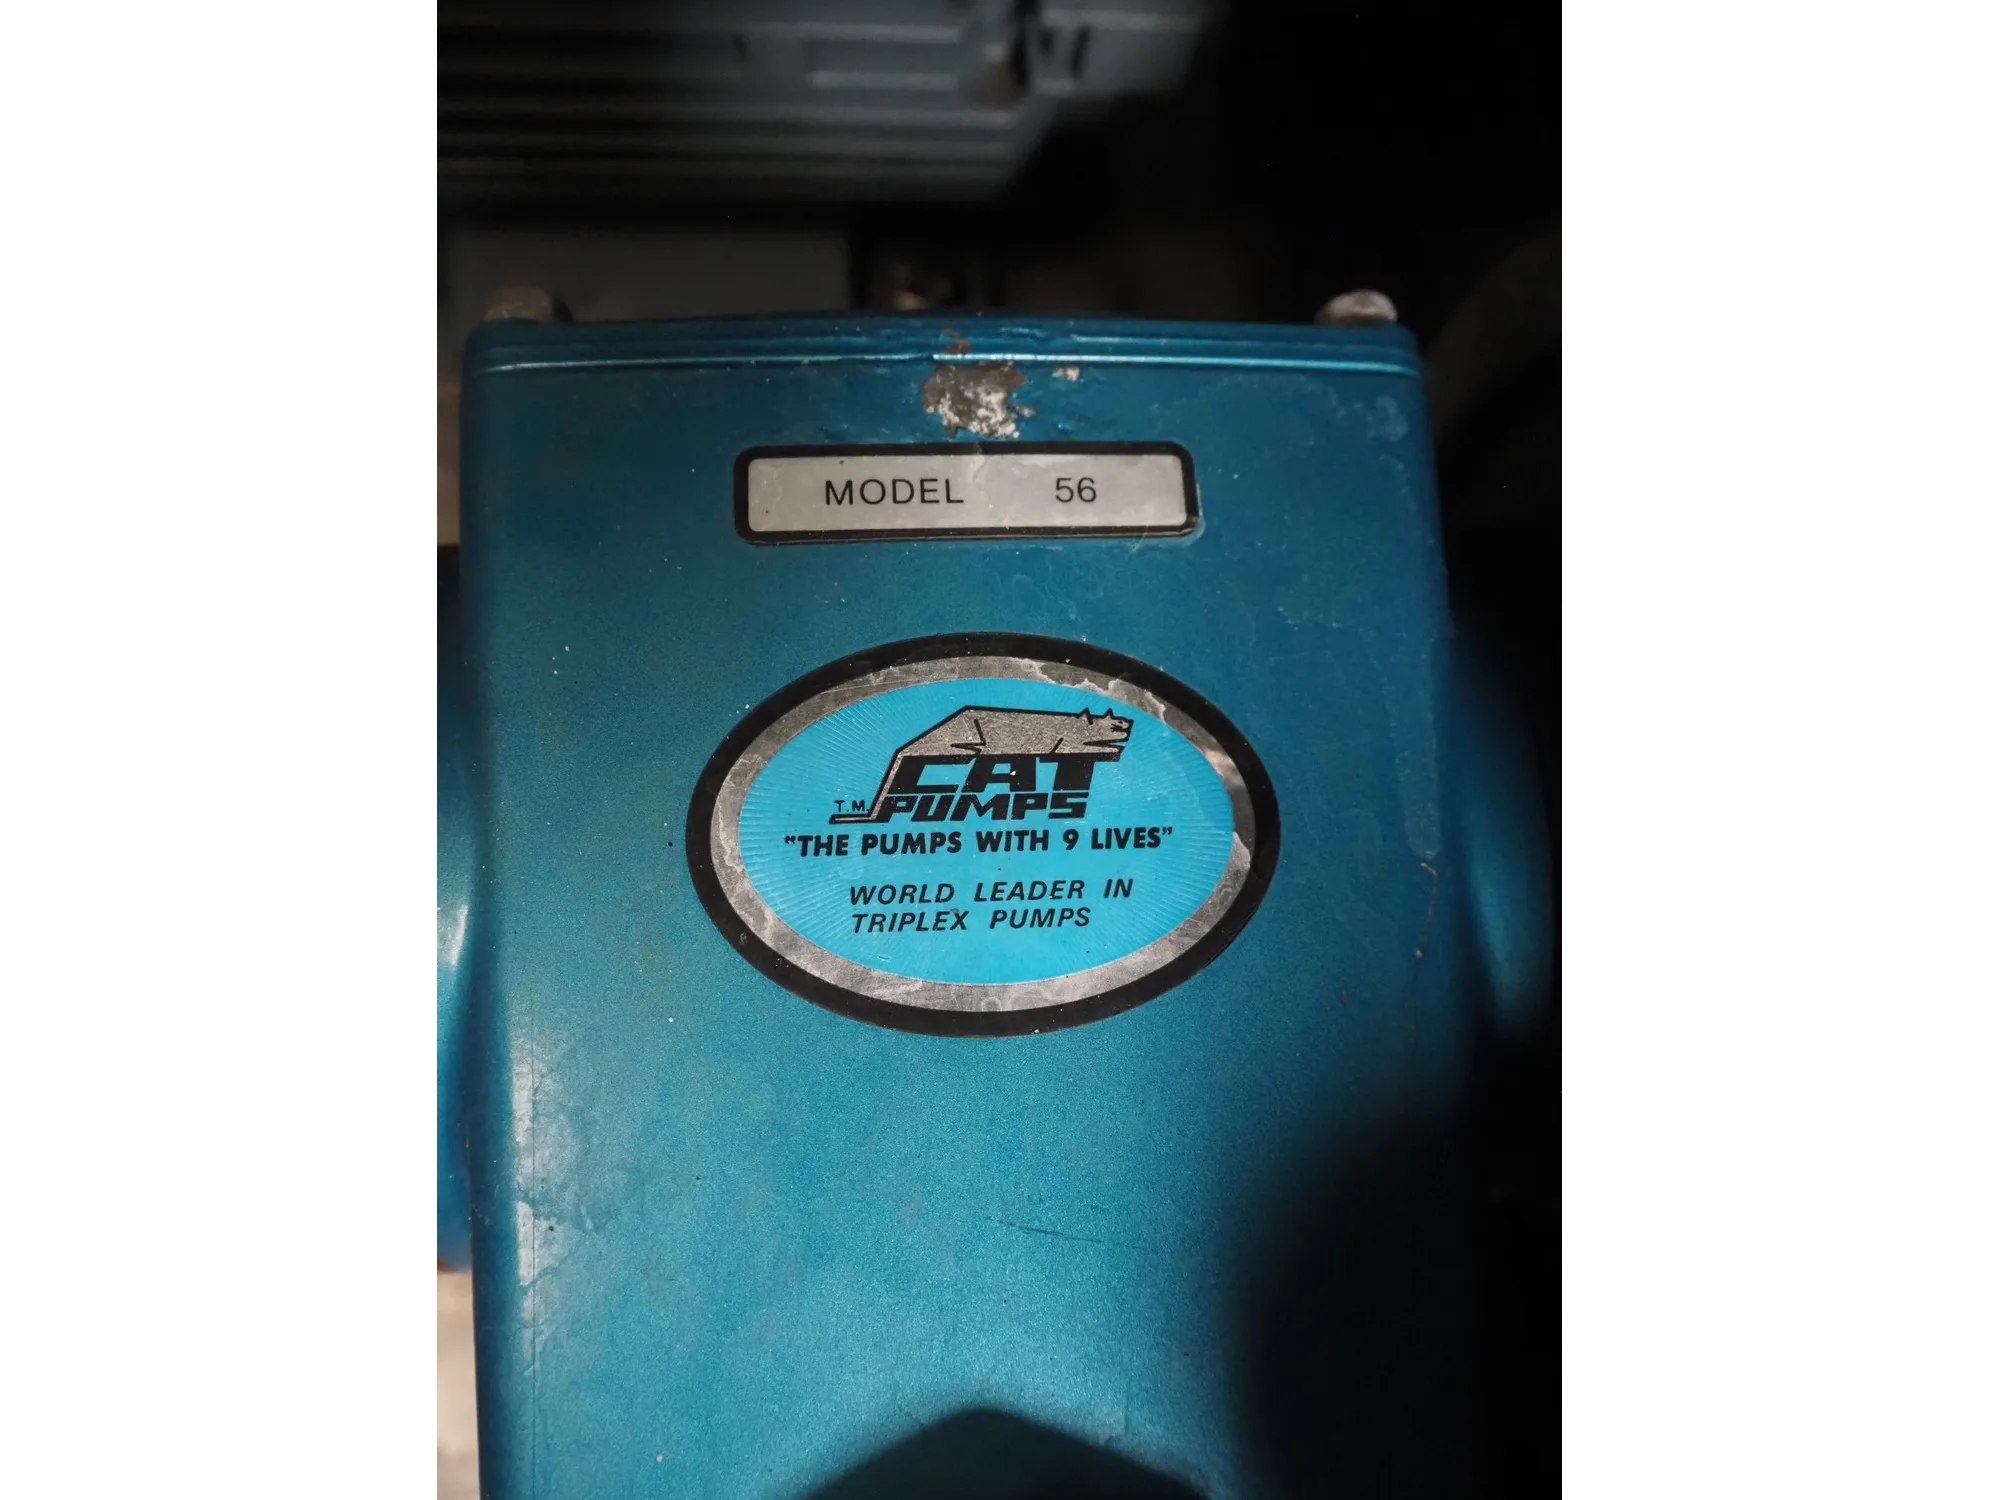 MODEL 56
CAT
T.M. PUMPS
"THE PUMPS WITH 9 LIVES"
WORLD LEADER IN
TRIPLEX PUMPS